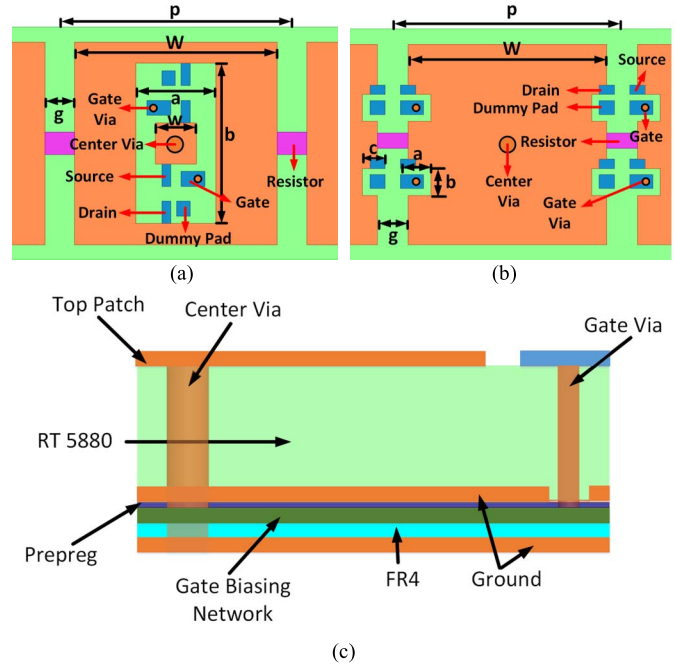 p
W
a
Gate
Via
w
b
g
Center Via
Source
Resistor
Gate
Drain
Dummy Pad
(a)
p
W
Source
Drain
Dummy Pad
Resistor
Gate
c
a
b
Center
Via
Gate
Via
g
(b)
Top Patch
Center Via
Gate Via
RT 5880
Prepreg
Gate Biasing
Network
FR4
Ground
(c)